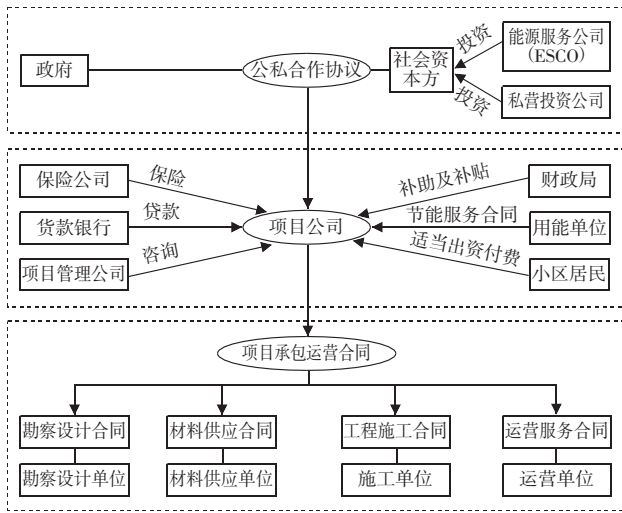 政府
公私合作协议
社会资
本方
投资
投资
能源服务公司
(ESCO)
私营投资公司
保险公司
保险
补助及补贴
财政局
货款银行
贷款
项目公司
节能服务合同
用能单位
项目管理公司
咨询
适当出资付费
小区居民
项目承包运营合同
勘察设计合同
材料供应合同
工程施工合同
运营服务合同
勘察设计单位
材料供应单位
施工单位
运营单位